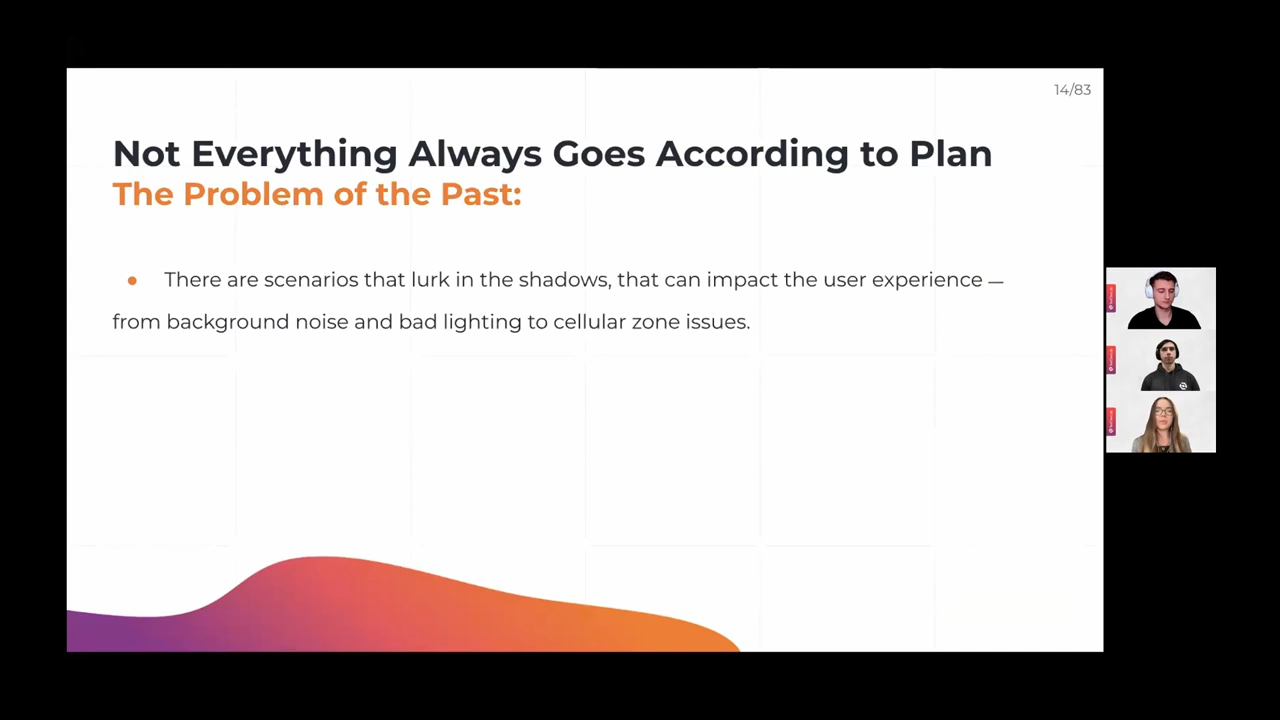 14/83
Not Everything Always Goes According to Plan
The Problem of the Past:
● There are scenarios that lurk in the shadows, that can impact the user experience —
from background noise and bad lighting to cellular zone issues.